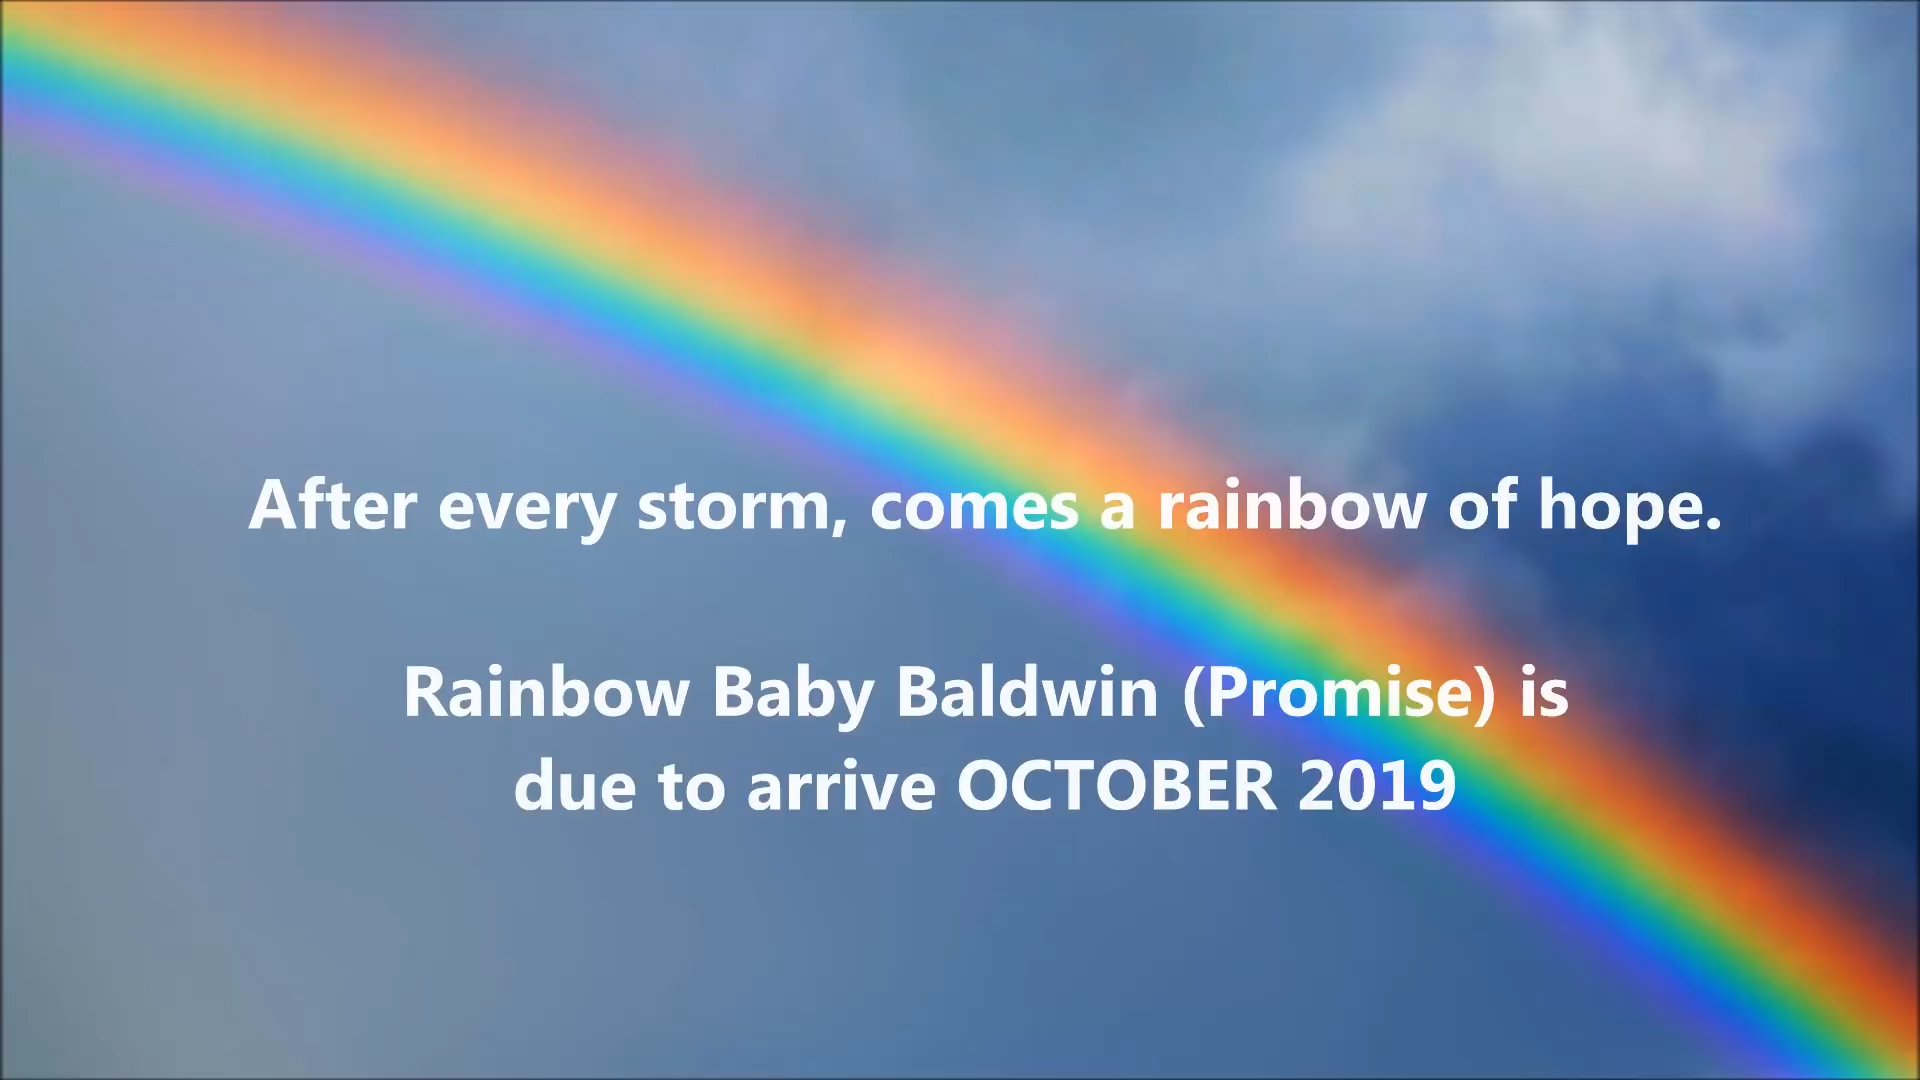 After every storm, comes a rainbow of hope.
Rainbow Baby Baldwin (Promise) is
due to arrive OCTOBER 2019